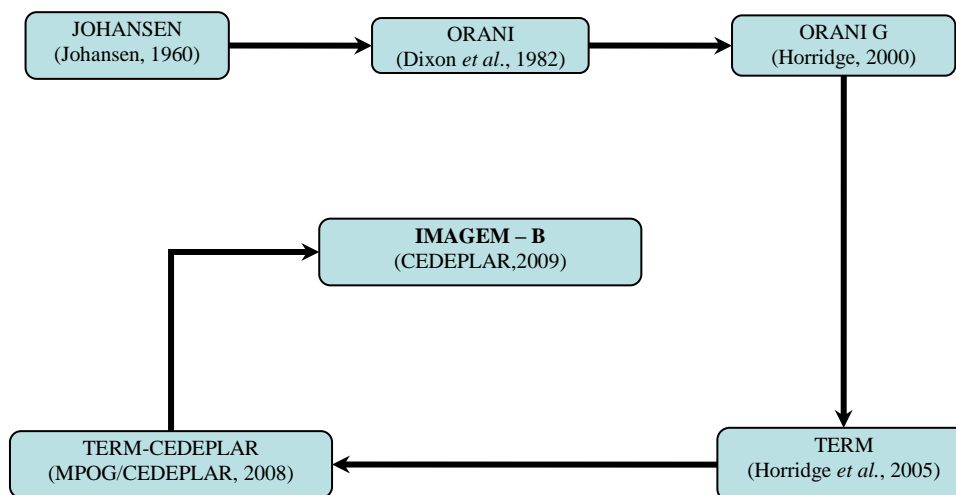 JOHANSEN
(Johansen, 1960)
ORANI
(Dixon et al., 1982)
ORANI G
(Horridge, 2000)
IMAGEM – B
(CEDEPLAR,2009)
TERM-CEDEPLAR
(MPOG/CEDEPLAR, 2008)
TERM
(Horridge et al., 2005)